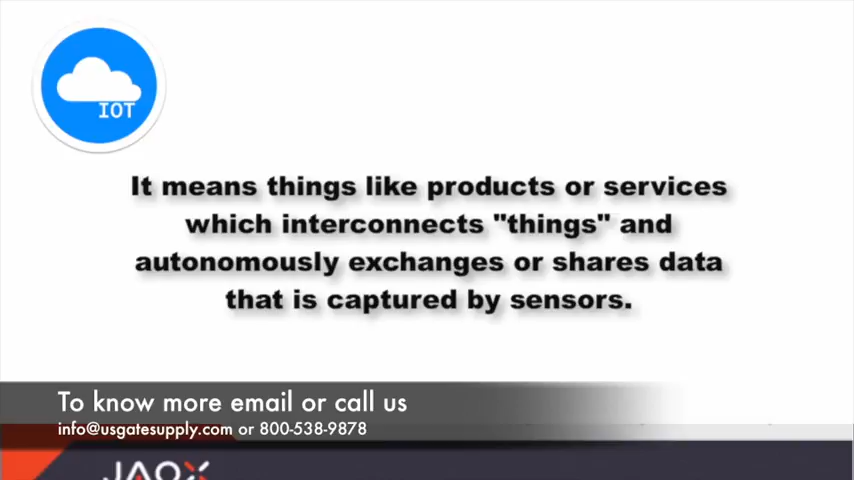 IOT
It means things like products or services
which interconnects "things" and
autonomously exchanges or shares data
that is captured by sensors.
To know more email or call us
info@usgatesupply.com or 800-538-9878